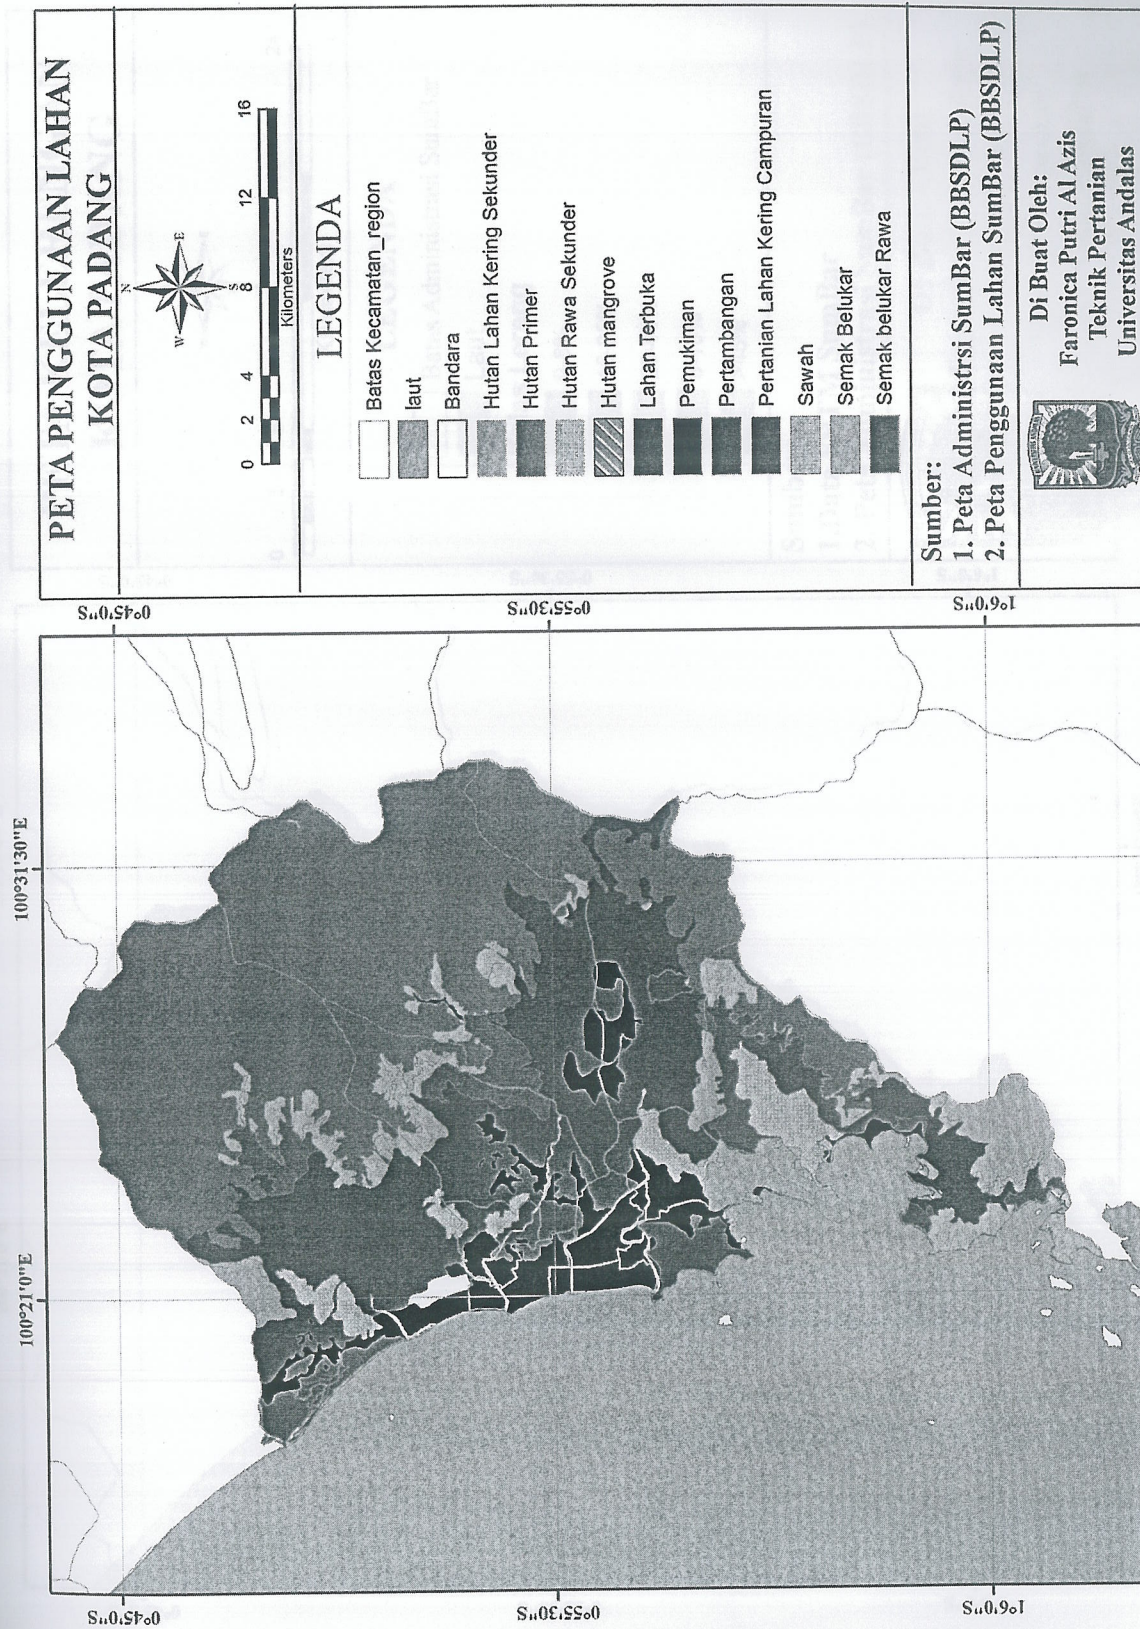 PETA PENGGUNAAN LAHAN
KOTA PADANG
N
W
E
S
0 2 4 8 12 16
Kilometers
LEGENDA
Batas Kecamatan_region
laut
Bandara
Hutan Lahan Kering Sekunder
Hutan Primer
Hutan Rawa Sekunder
Hutan mangrove
Lahan Terbuka
Pemukiman
Pertambangan
Pertanian Lahan Kering Campuran
Sawah
Semak Belukar
Semak belukar Rawa
Sumber:
1. Peta Administrsi SumBar (BBSDLP)
2. Peta Penggunaan Lahan SumBar (BBSDLP)
Di Buat Oleh:
Faronica Putri Al Azis
Teknik Pertanian
Universitas Andalas
100°21'0"E
100°31'30"E
0°45'0"S
0°55'30"S
1°6'0"S
0°45'0"S
0°55'30"S
1°6'0"S